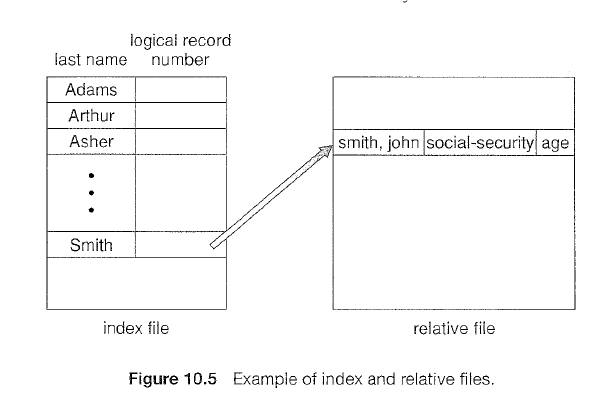 logical record
last name number
Adams
Arthur
Asher
smith, john social-security age
Smith
index file
relative file
Figure 10.5 Example of index and relative files.